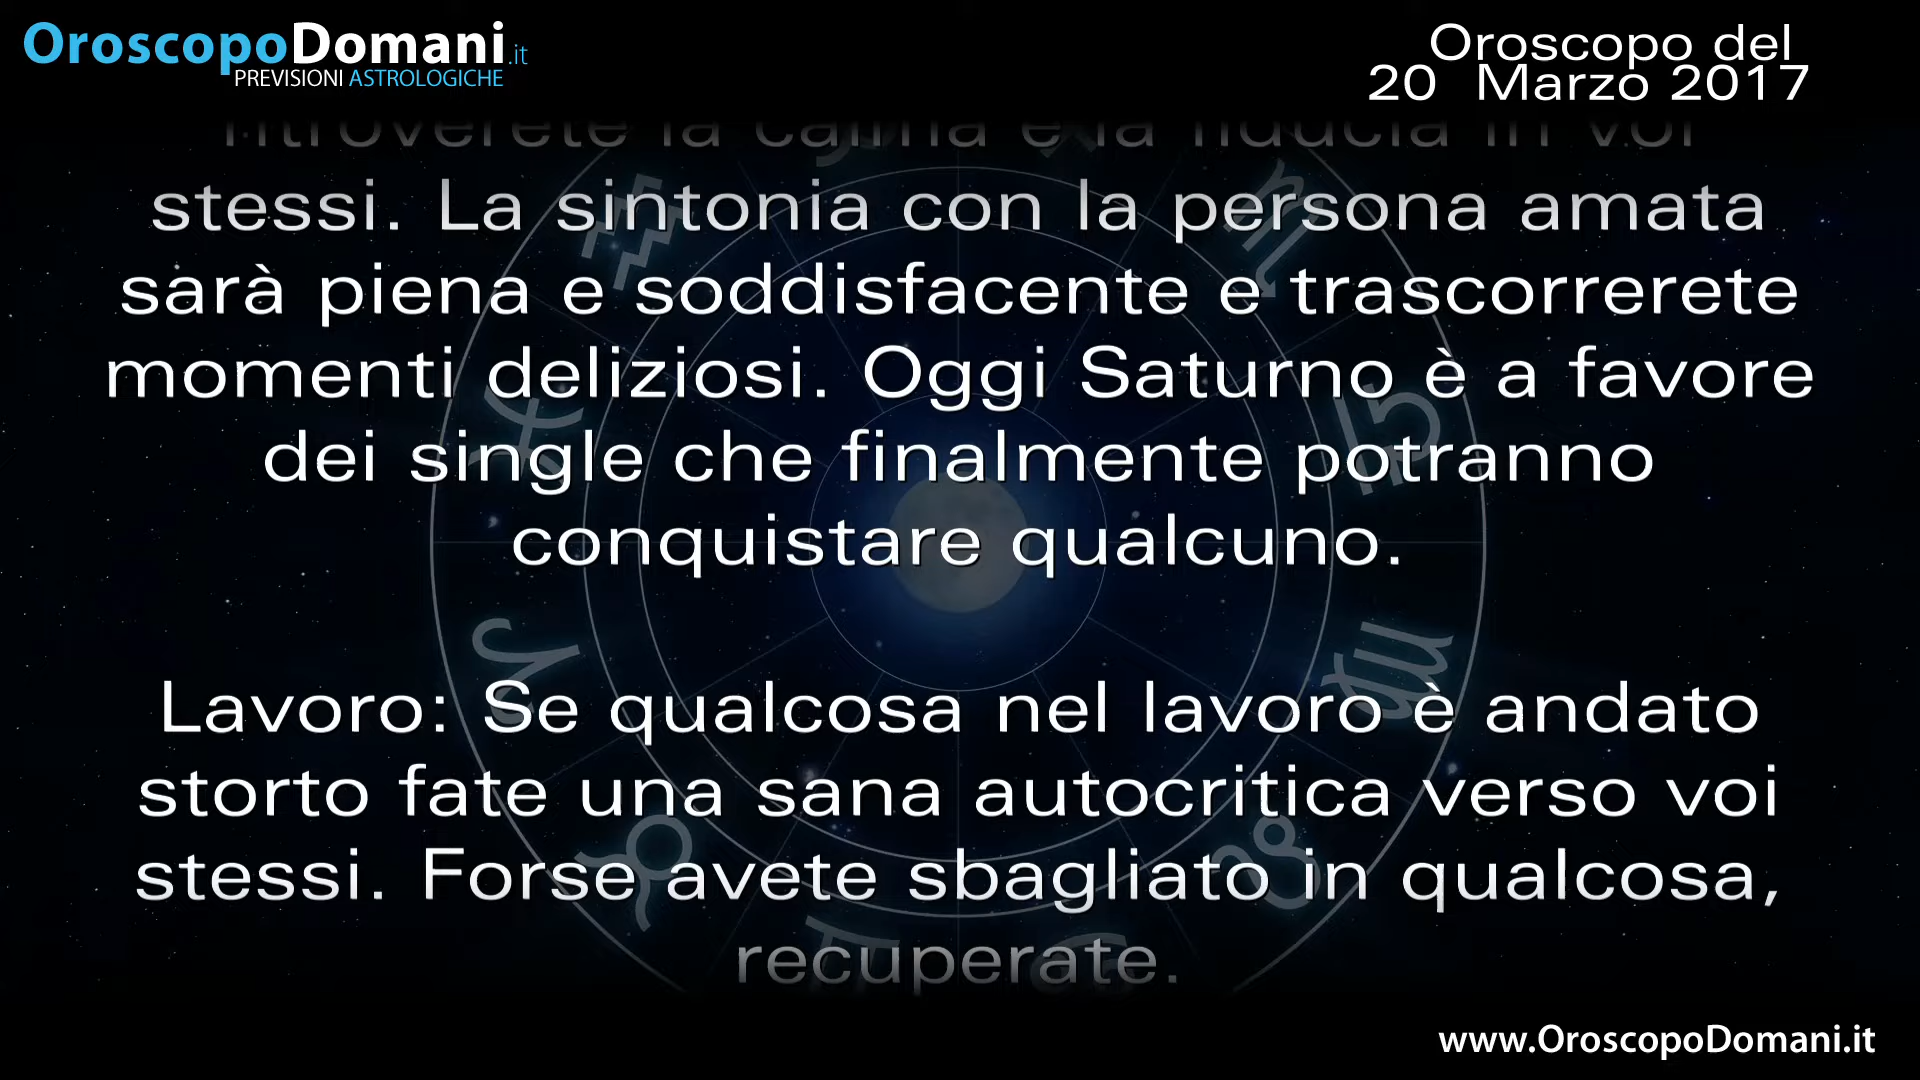 OroscopoDomani.it
PREVISIONI ASTROLOGICHE
Oroscopo del
20 Marzo 2017
ritroverete la calma e la fiducia in voi
stessi. La sintonia con la persona amata
sarà piena e soddisfacente e trascorrerete
momenti deliziosi. Oggi Saturno è a favore
dei single che finalmente potranno
conquistare qualcuno.
Lavoro: Se qualcosa nel lavoro è andato
storto fate una sana autocritica verso voi
stessi. Forse avete sbagliato in qualcosa,
recuperate.
www.OroscopoDomani.it